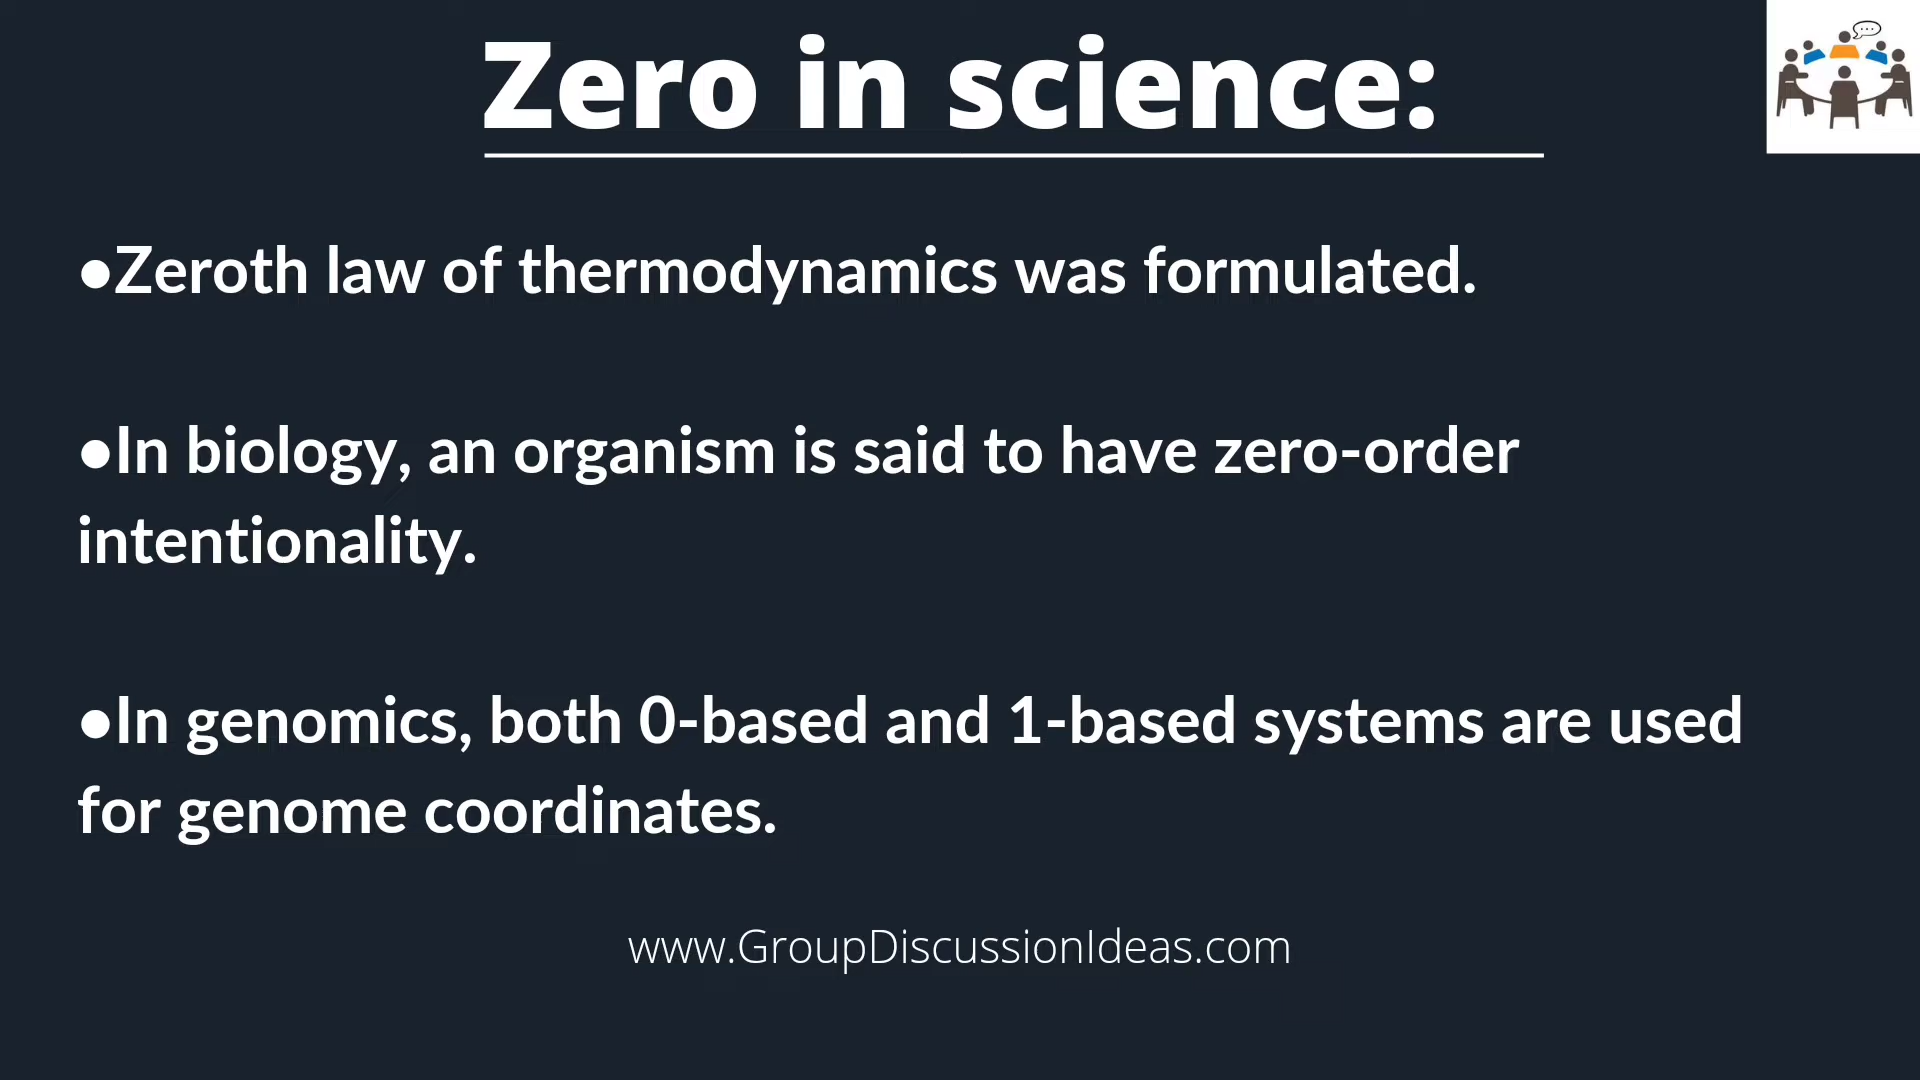 Zero in science:
•Zeroth law of thermodynamics was formulated.
•In biology, an organism is said to have zero-order
intentionality.
•In genomics, both 0-based and 1-based systems are used
for genome coordinates.
www.GroupDiscussionIdeas.com